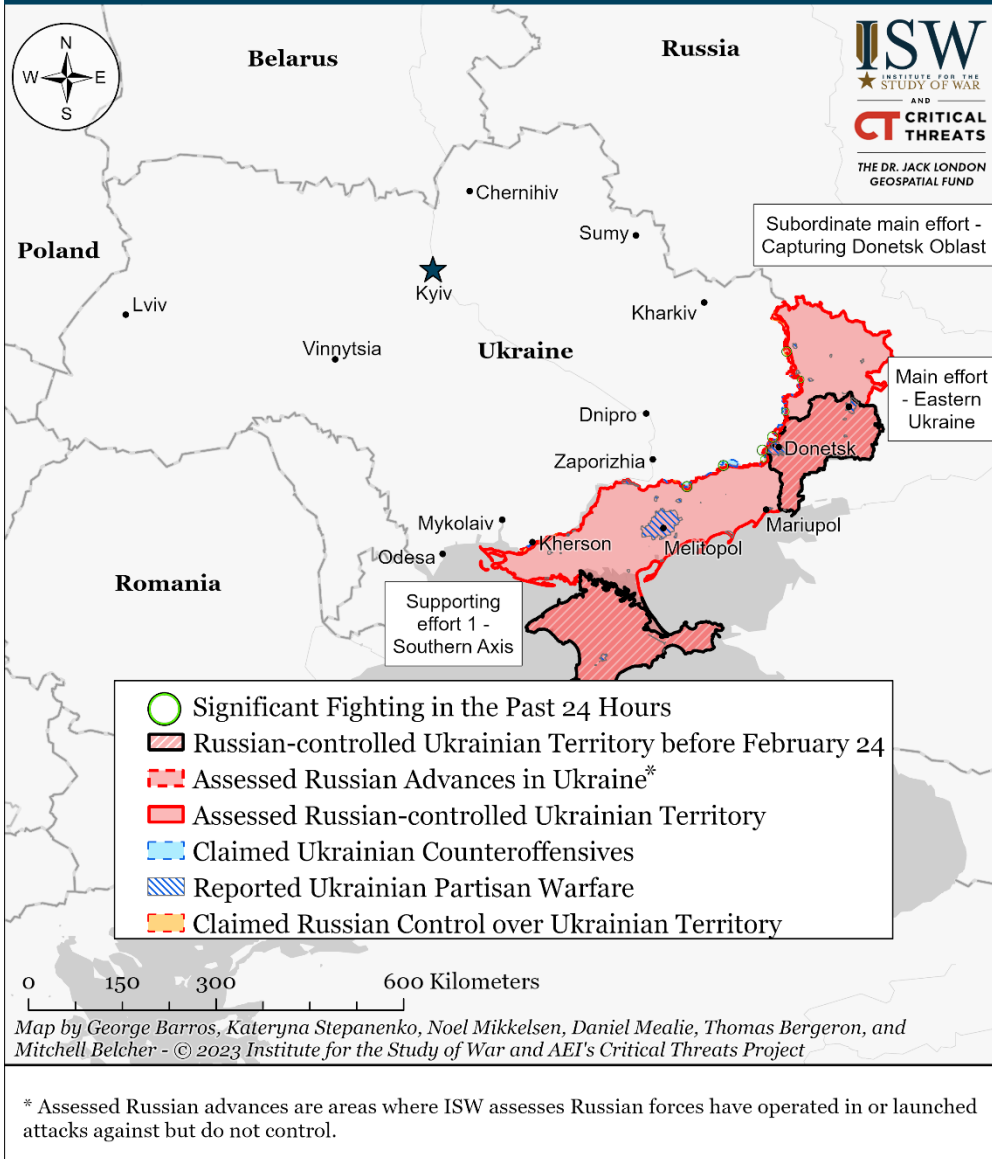 N
W
E
S
Belarus
Russia
ISW
INSTITUTE FOR THE
STUDY OF WAR
AND
CT CRITICAL
THREATS
THE DR. JACK LONDON
GEOSPATIAL FUND
Chernihiv
Sumy
Subordinate main effort -
Capturing Donetsk Oblast
Poland
Kyiv
Lviv
Kharkiv
Vinnytsia
Ukraine
Main effort
- Eastern
Ukraine
Dnipro
Donetsk
Zaporizhia
Mykolaiv
Mariupol
Kherson
Melitopol
Odesa
Romania
Supporting
effort 1 -
Southern Axis
Significant Fighting in the Past 24 Hours
Russian-controlled Ukrainian Territory before February 24
Assessed Russian Advances in Ukraine*
Assessed Russian-controlled Ukrainian Territory
Claimed Ukrainian Counteroffensives
Reported Ukrainian Partisan Warfare
Claimed Russian Control over Ukrainian Territory
0 150 300 600 Kilometers
Map by George Barros, Kateryna Stepanenko, Noel Mikkelsen, Daniel Mealie, Thomas Bergeron, and
Mitchell Belcher - © 2023 Institute for the Study of War and AEI's Critical Threats Project
* Assessed Russian advances are areas where ISW assesses Russian forces have operated in or launched
attacks against but do not control.